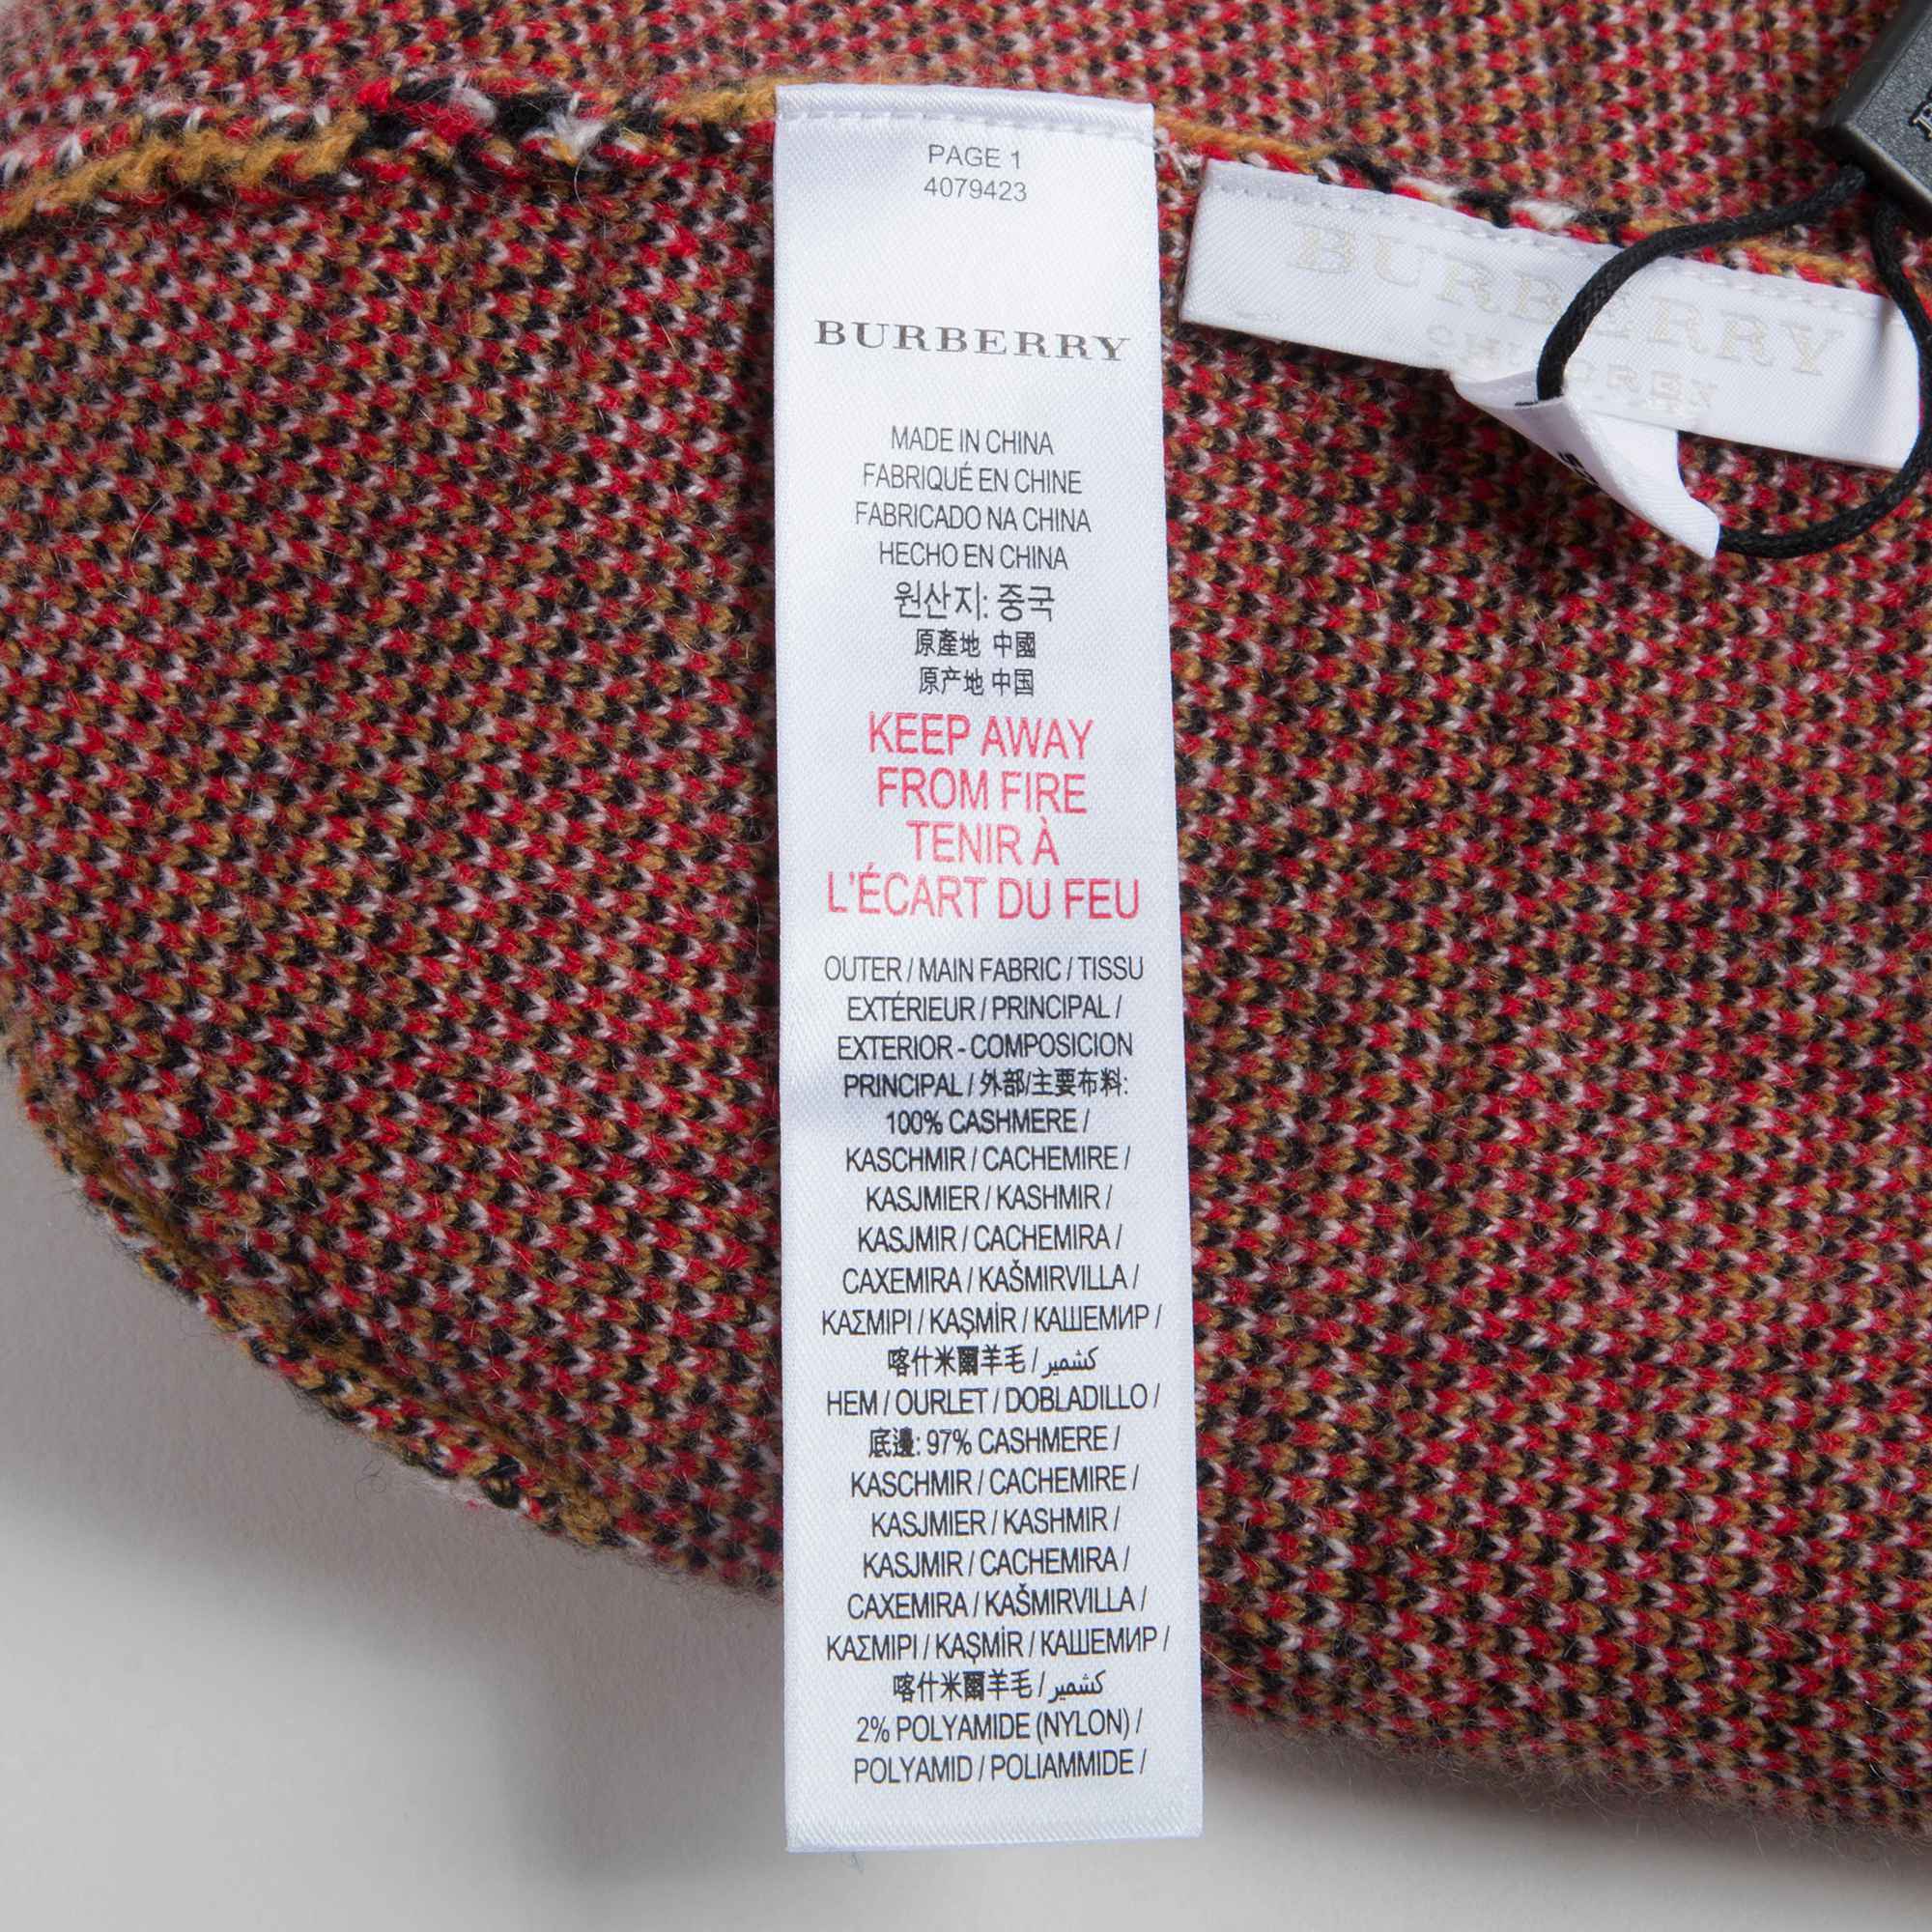 PAGE 1
4079423
BURBERRY
MADE IN CHINA
FABRIQUÉ EN CHINE
FABRICADO NA CHINA
HECHO EN CHINA
원산지: 중국
原產地 中國
原产地 中国
KEEP AWAY
FROM FIRE
TENIR À
L'ÉCART DU FEU
OUTER / MAIN FABRIC / TISSU
EXTÉRIEUR / PRINCIPAL /
EXTERIOR - COMPOSICION
PRINCIPAL / 外部/主要布料:
100% CASHMERE /
KASCHMIR / CACHEMIRE /
KASJMIER / KASHMIR /
KASJMIR / CACHEMIRA /
CAXEMIRA / KAŠMIRVILLA /
ΚΑΣΜΙΡΙ / KAŞMİR / КАШЕМИР /
喀什米爾羊毛 / كشمير
HEM / OURLET / DOBLADILLO /
底邊: 97% CASHMERE /
KASCHMIR / CACHEMIRE /
KASJMIER / KASHMIR /
KASJMIR / CACHEMIRA /
CAXEMIRA / KAŠMIRVILLA /
ΚΑΣΜΙΡΙ / KAŞMİR / КАШЕМИР /
喀什米爾羊毛 / كشمير
2% POLYAMIDE (NYLON) /
POLYAMID / POLIAMMIDE /
BURBERRY